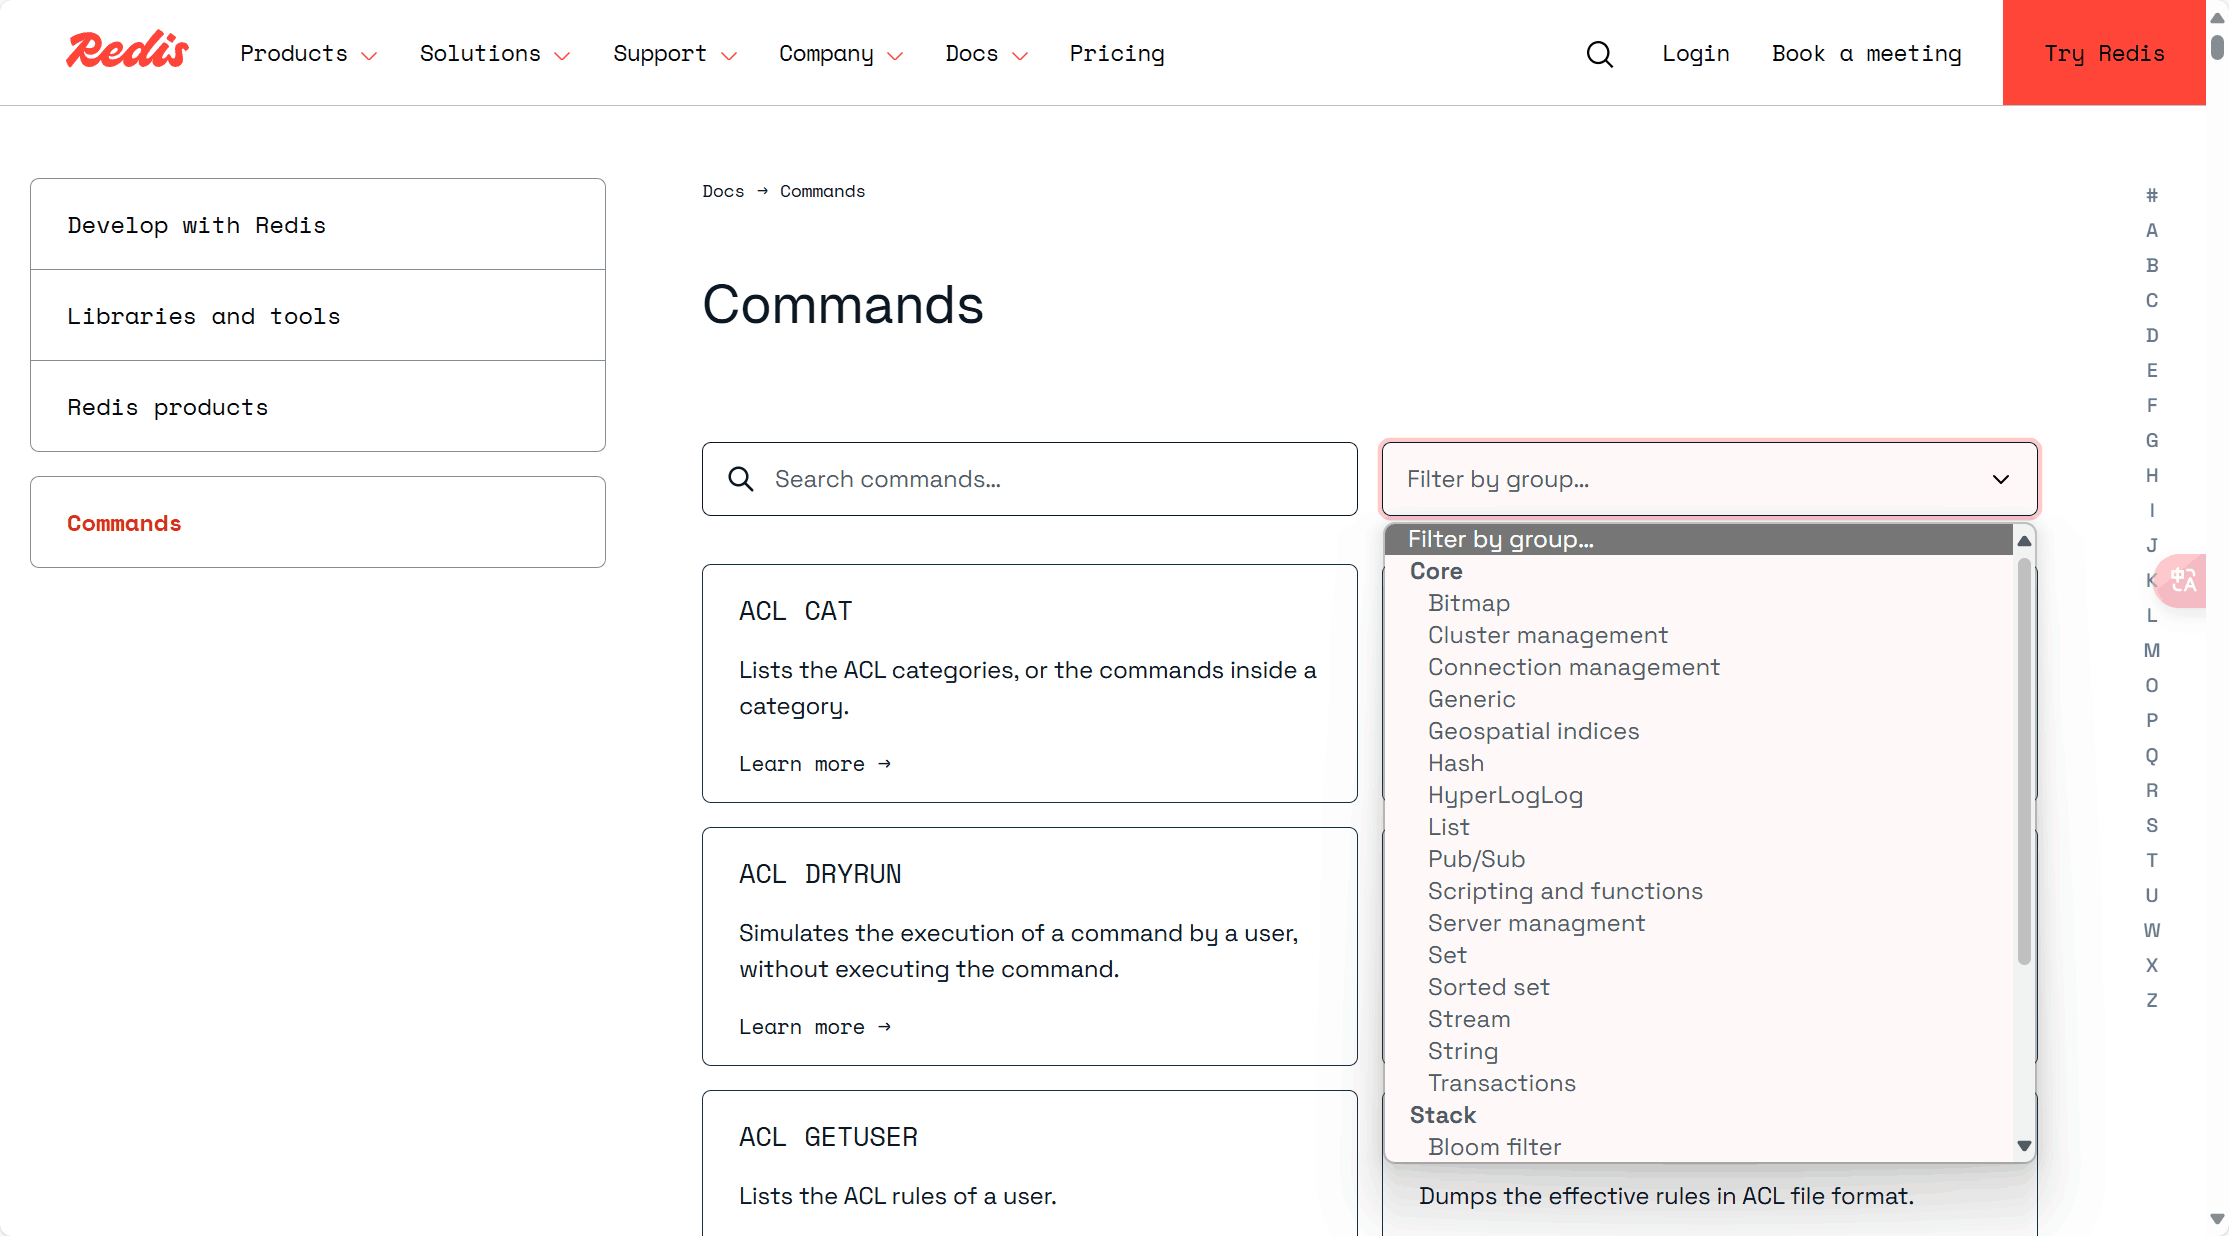 Redis
Products
Solutions
Support
Company
Docs
Pricing
Login
Book a meeting
Try Redis
Develop with Redis
Libraries and tools
Redis products
Commands
Docs → Commands
Commands
Search commands...
Filter by group...
Filter by group...
Core
Bitmap
Cluster management
Connection management
Generic
Geospatial indices
Hash
HyperLogLog
List
Pub/Sub
Scripting and functions
Server managment
Set
Sorted set
Stream
String
Transactions
Stack
Bloom filter
ACL CAT
Lists the ACL categories, or the commands inside a
category.
Learn more →
ACL DRYRUN
Simulates the execution of a command by a user,
without executing the command.
Learn more →
ACL GETUSER
Lists the ACL rules of a user.
Dumps the effective rules in ACL file format.
#
A
B
C
D
E
F
G
H
I
J
K
L
M
O
P
Q
R
S
T
U
W
X
Z
中A